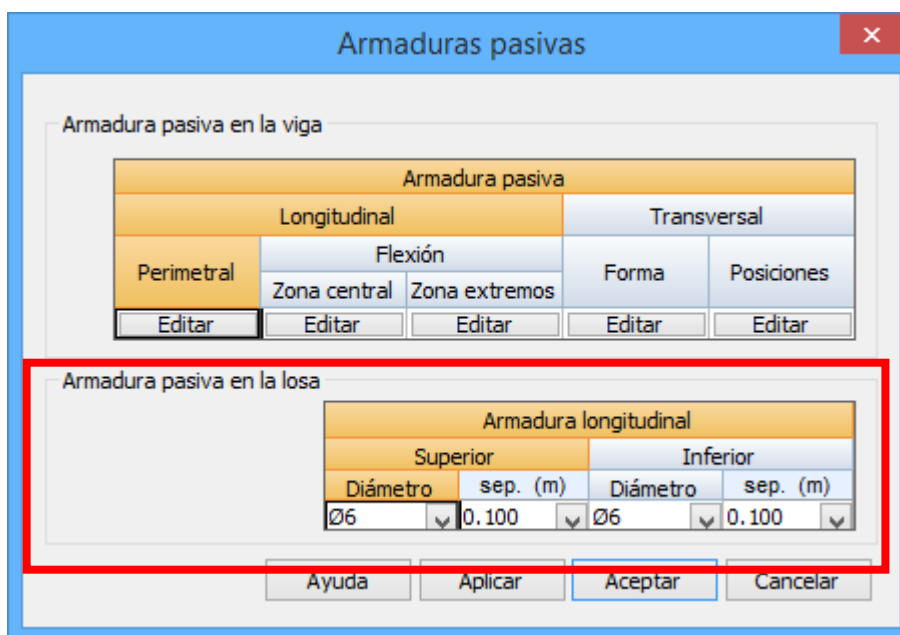 Armaduras pasivas
Armadura pasiva en la viga
Armadura pasiva
Longitudinal Transversal
Perimetral Flexión Forma Posiciones
Zona central Zona extremos
Editar Editar Editar Editar Editar
Armadura pasiva en la losa
Armadura longitudinal
Superior Inferior
Diámetro sep. (m) Diámetro sep. (m)
Ø6 0.100 Ø6 0.100
Ayuda Aplicar Aceptar Cancelar